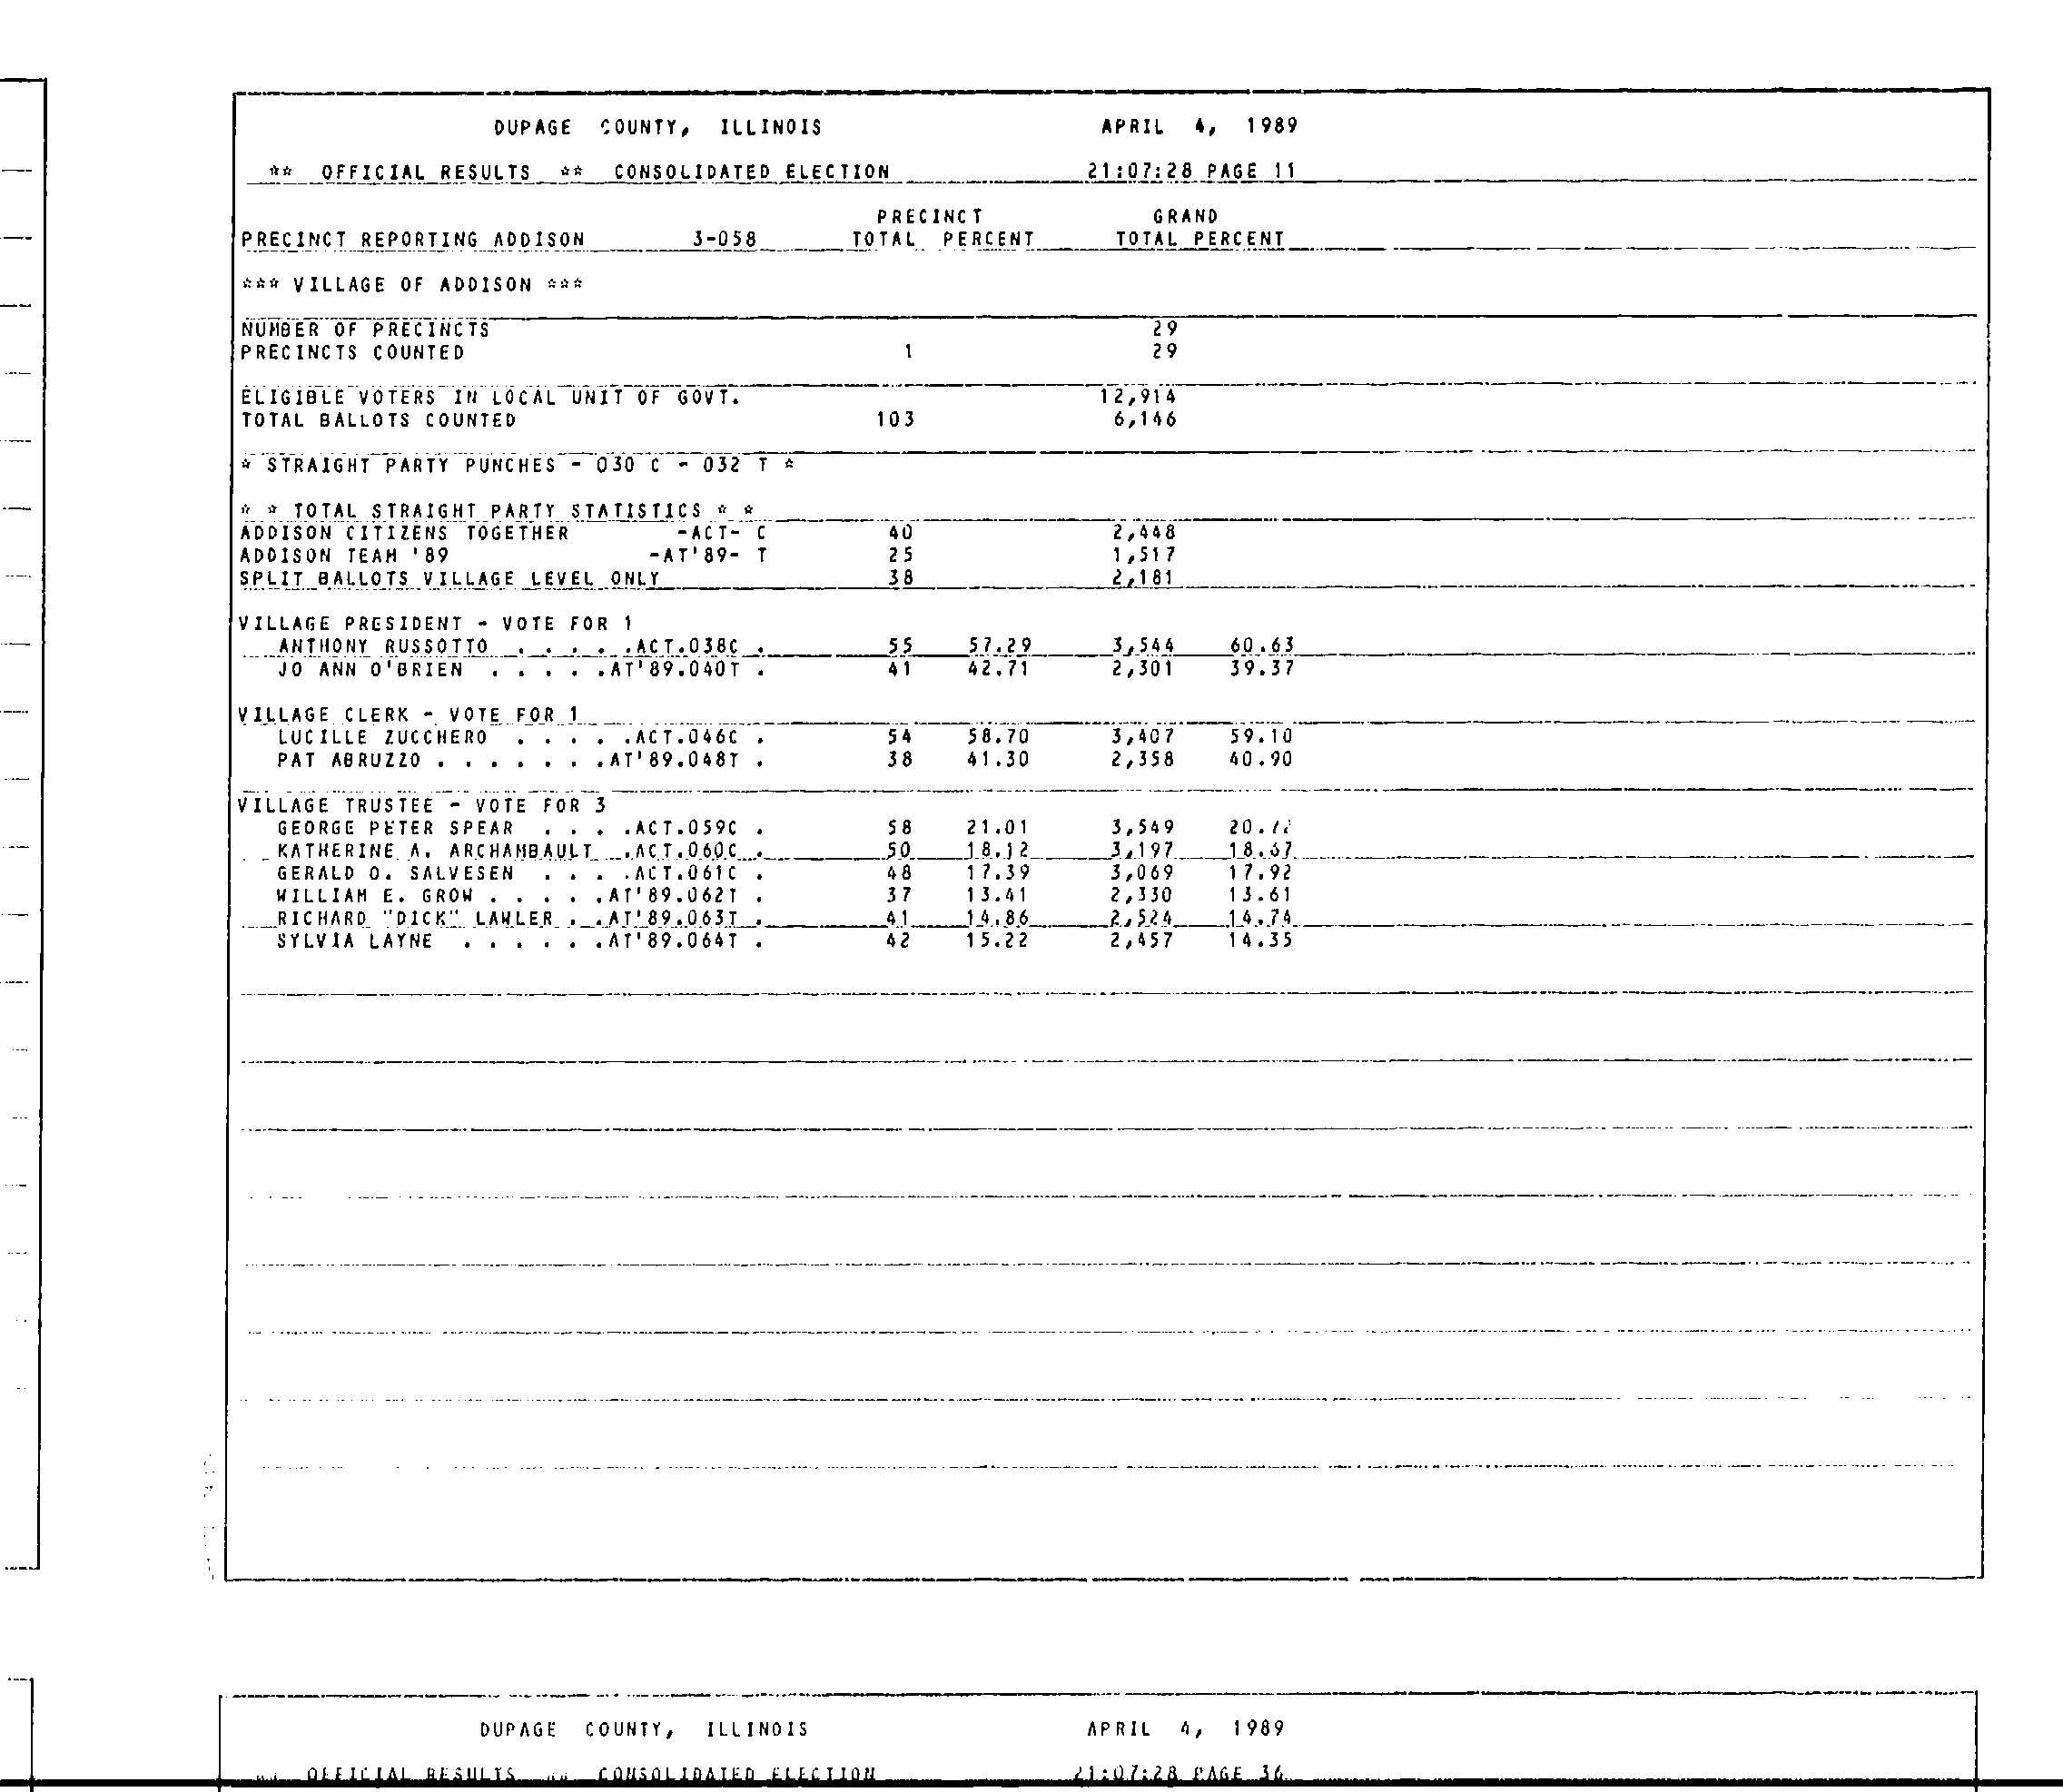 DUPAGE COUNTY, ILLINOIS APRIL 4, 1989
** OFFICIAL RESULTS ** CONSOLIDATED ELECTION 21:07:28 PAGE 11
PRECINCT GRAND
PRECINCT REPORTING ADDISON 3-058 TOTAL PERCENT TOTAL PERCENT
*** VILLAGE OF ADDISON ***
NUMBER OF PRECINCTS 29
PRECINCTS COUNTED 1 29
ELIGIBLE VOTERS IN LOCAL UNIT OF GOVT. 12,914
TOTAL BALLOTS COUNTED 103 6,146
* STRAIGHT PARTY PUNCHES - 030 C - 032 T *
* * TOTAL STRAIGHT PARTY STATISTICS * *
ADDISON CITIZENS TOGETHER -ACT- C 40 2,448
ADDISON TEAM '89 -AT'89- T 25 1,517
SPLIT BALLOTS VILLAGE LEVEL ONLY 38 2,181
VILLAGE PRESIDENT - VOTE FOR 1
ANTHONY RUSSOTTO . . . . .ACT.038C . 55 57.29 3,544 60.63
JO ANN O'BRIEN . . . . .AT'89.040T . 41 42.71 2,301 39.37
VILLAGE CLERK - VOTE FOR 1
LUCILLE ZUCCHERO . . . . .ACT.046C . 54 58.70 3,407 59.10
PAT ABRUZZO . . . . . . .AT'89.048T . 38 41.30 2,358 40.90
VILLAGE TRUSTEE - VOTE FOR 3
GEORGE PETER SPEAR . . . .ACT.059C . 58 21.01 3,549 20.72
KATHERINE A. ARCHAMBAULT .ACT.060C . 50 18.12 3,197 18.67
GERALD O. SALVESEN . . . .ACT.061C . 48 17.39 3,069 17.92
WILLIAM E. GROW . . . . .AT'89.062T . 37 13.41 2,330 13.61
RICHARD "DICK" LAWLER . .AT'89.063T . 41 14.86 2,524 14.74
SYLVIA LAYNE . . . . . .AT'89.064T . 42 15.22 2,457 14.35
DUPAGE COUNTY, ILLINOIS APRIL 4, 1989
** OFFICIAL RESULTS ** CONSOLIDATED ELECTION 21:07:28 PAGE 36